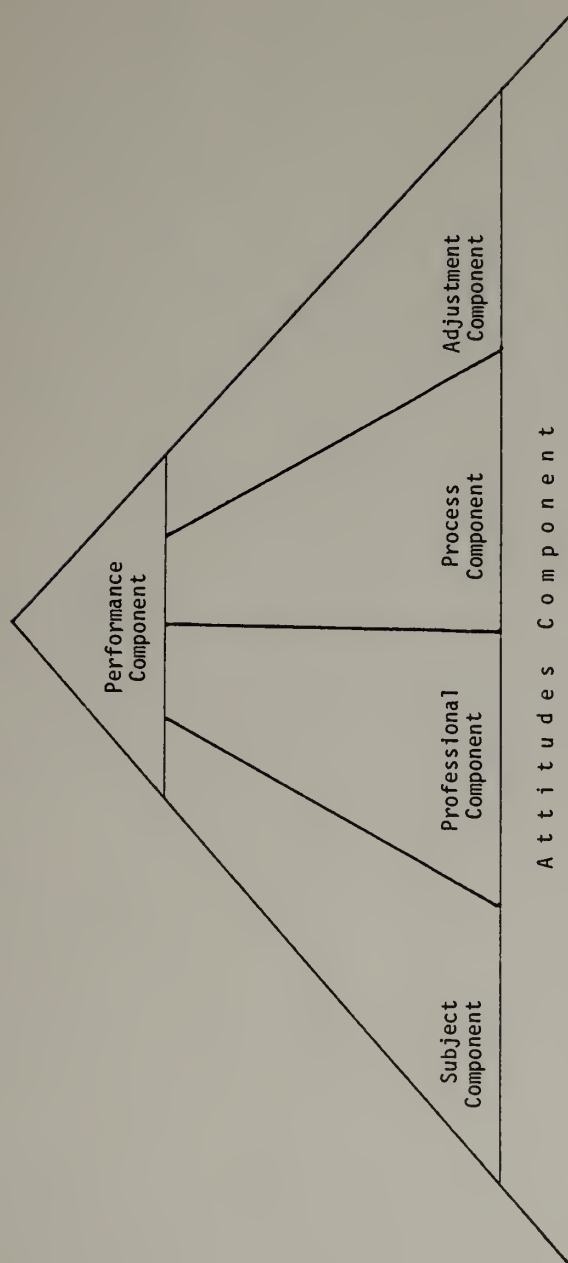 Performance
Component
Subject
Component
Professional
Component
Process
Component
Adjustment
Component
Attitudes Component